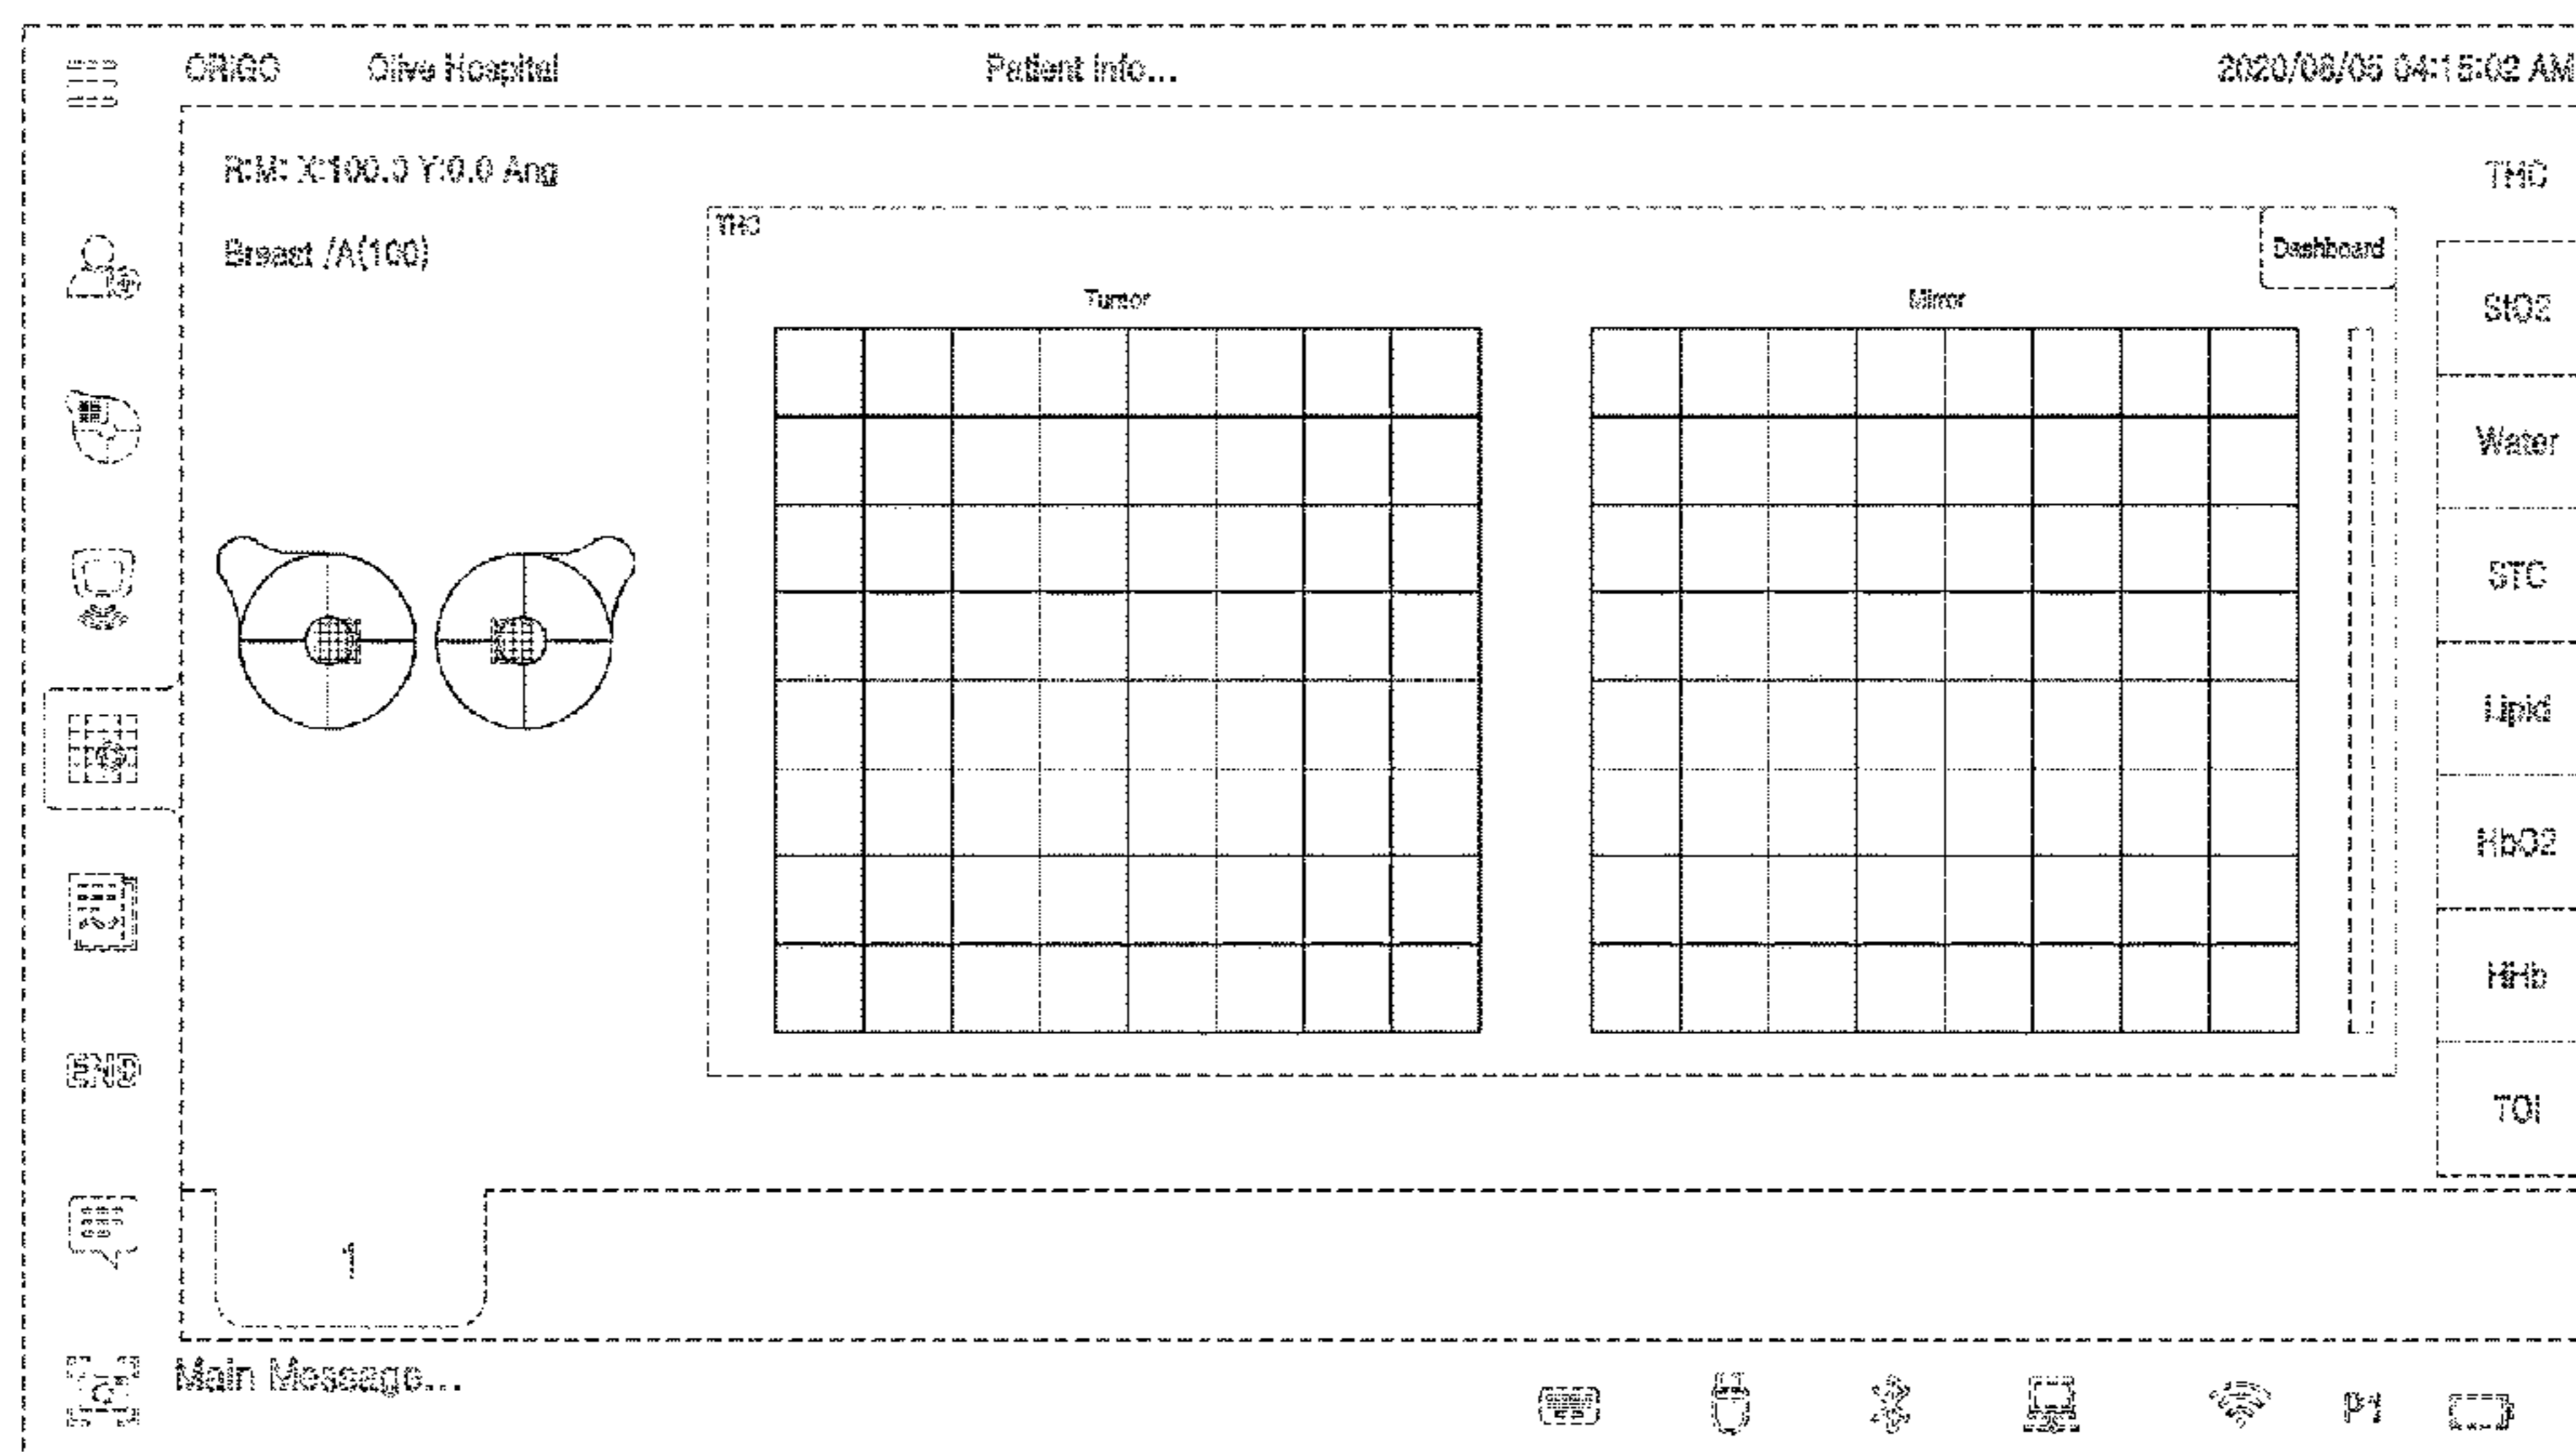 ORIGO Olive Hospital Patient Info... 2020/08/05 04:15:02 AM
R:M: X:100.0 Y:0.0 Ang
Breast /A(100)
THC
Dashboard
Tumor Mirror
THC
StO2
Water
STC
Lipid
HbO2
HHb
TOI
END
1
Main Message...
P1